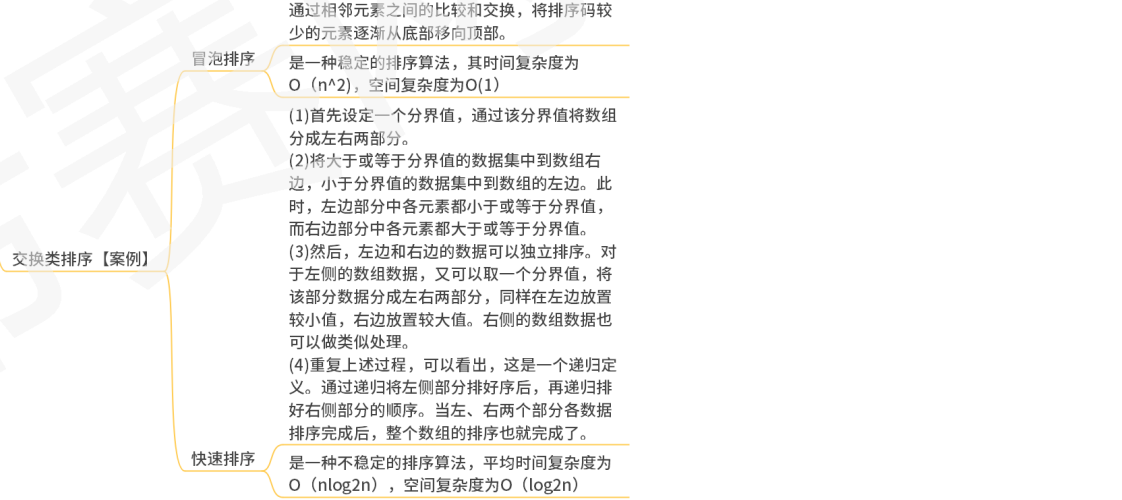 通过相邻元素之间的比较和交换，将排序码较
少的元素逐渐从底部移向顶部。
冒泡排序
是一种稳定的排序算法，其时间复杂度为
O（n^2)，空间复杂度为O(1）
(1)首先设定一个分界值，通过该分界值将数组
分成左右两部分。
(2)将大于或等于分界值的数据集中到数组右
边，小于分界值的数据集中到数组的左边。此
时，左边部分中各元素都小于或等于分界值，
而右边部分中各元素都大于或等于分界值。
交换类排序【案例】
(3)然后，左边和右边的数据可以独立排序。对
于左侧的数组数据，又可以取一个分界值，将
该部分数据分成左右两部分，同样在左边放置
较小值，右边放置较大值。右侧的数组数据也
可以做类似处理。
(4)重复上述过程，可以看出，这是一个递归定
义。通过递归将左侧部分排好序后，再递归排
好右侧部分的顺序。当左、右两个部分各数据
排序完成后，整个数组的排序也就完成了。
快速排序
是一种不稳定的排序算法，平均时间复杂度为
O（nlog2n），空间复杂度为O（log2n）